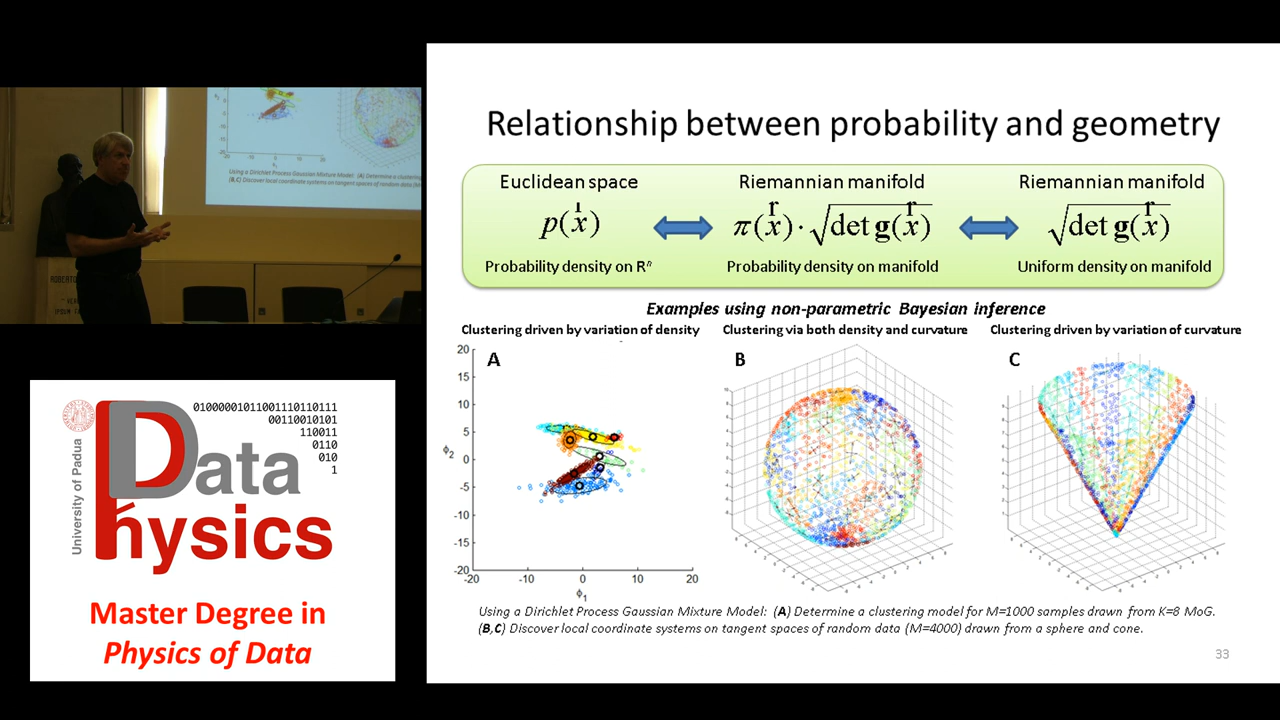 Relationship between probability and geometry
Euclidean space
Riemannian manifold
Riemannian manifold
p(x)
π(x)·√det g(x)
√det g(x)
Probability density on Rⁿ
Probability density on manifold
Uniform density on manifold
Examples using non-parametric Bayesian inference
Clustering driven by variation of density
Clustering via both density and curvature
Clustering driven by variation of curvature
A
B
C
20
15
10
5
0
-5
-10
-15
-20
ϕ2
-20
-10
0
10
20
ϕ1
Using a Dirichlet Process Gaussian Mixture Model: (A) Determine a clustering model for M=1000 samples drawn from K=8 MoG.
(B,C) Discover local coordinate systems on tangent spaces of random data (M=4000) drawn from a sphere and cone.
33
University of Padua
0100000101100111011 0111
00110010101
110011
0110
010
1
Data
Physics
Master Degree in
Physics of Data